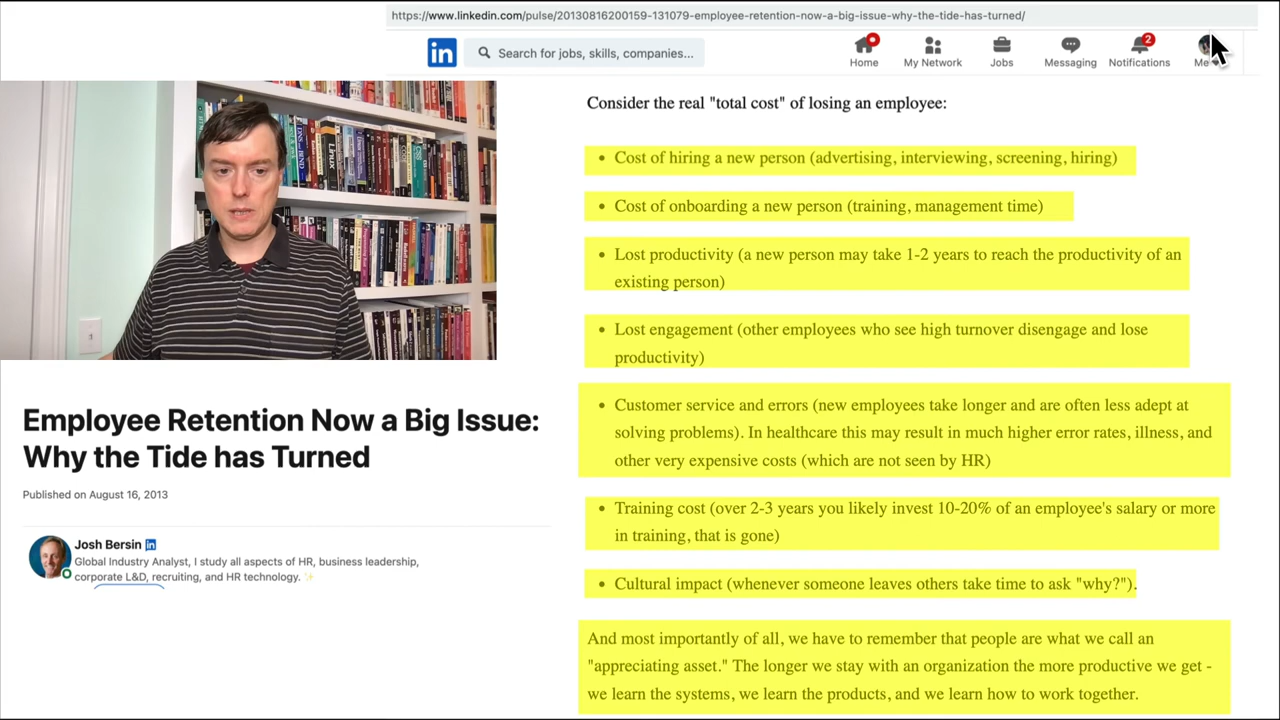 https://www.linkedin.com/pulse/20130816200159-131079-employee-retention-now-a-big-issue-why-the-tide-has-turned/
in
Search for jobs, skills, companies...
Home
My Network
Jobs
Messaging
2
Notifications
Me
Linux
CSS
Employee Retention Now a Big Issue:
Why the Tide has Turned
Published on August 16, 2013
Josh Bersin in
Global Industry Analyst, I study all aspects of HR, business leadership,
corporate L&D, recruiting, and HR technology. ✨
Consider the real "total cost" of losing an employee:
• Cost of hiring a new person (advertising, interviewing, screening, hiring)
• Cost of onboarding a new person (training, management time)
• Lost productivity (a new person may take 1-2 years to reach the productivity of an
existing person)
• Lost engagement (other employees who see high turnover disengage and lose
productivity)
• Customer service and errors (new employees take longer and are often less adept at
solving problems). In healthcare this may result in much higher error rates, illness, and
other very expensive costs (which are not seen by HR)
• Training cost (over 2-3 years you likely invest 10-20% of an employee's salary or more
in training, that is gone)
• Cultural impact (whenever someone leaves others take time to ask "why?").
And most importantly of all, we have to remember that people are what we call an
"appreciating asset." The longer we stay with an organization the more productive we get -
we learn the systems, we learn the products, and we learn how to work together.